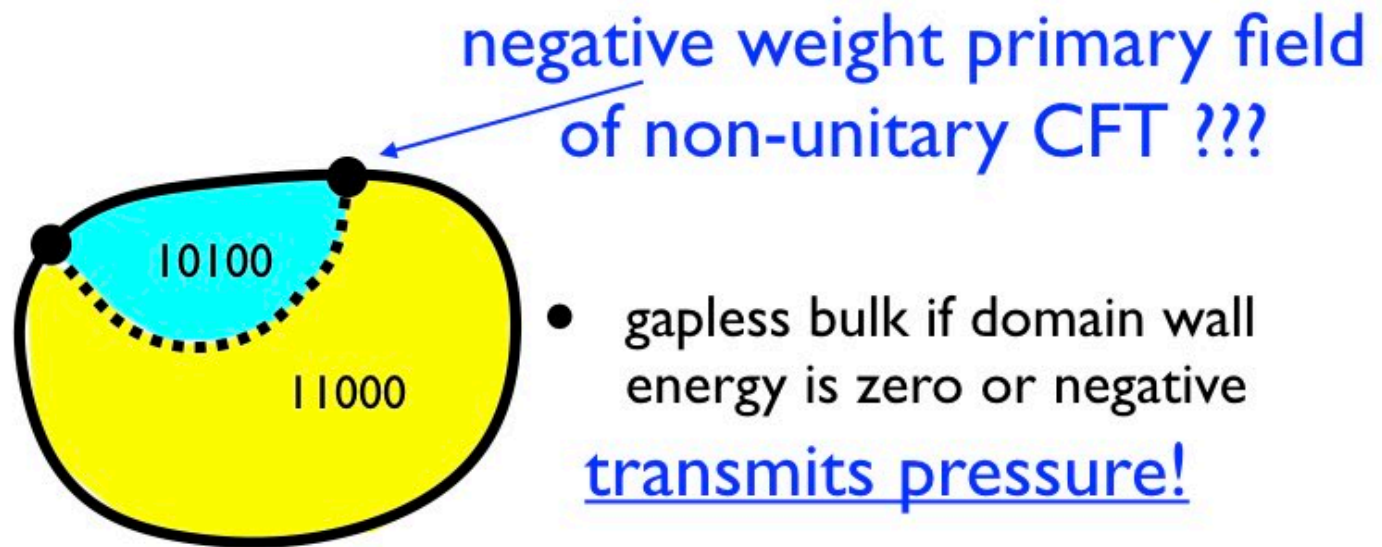 negative weight primary field
of non-unitary CFT ???
10100
11000
• gapless bulk if domain wall
energy is zero or negative
transmits pressure!